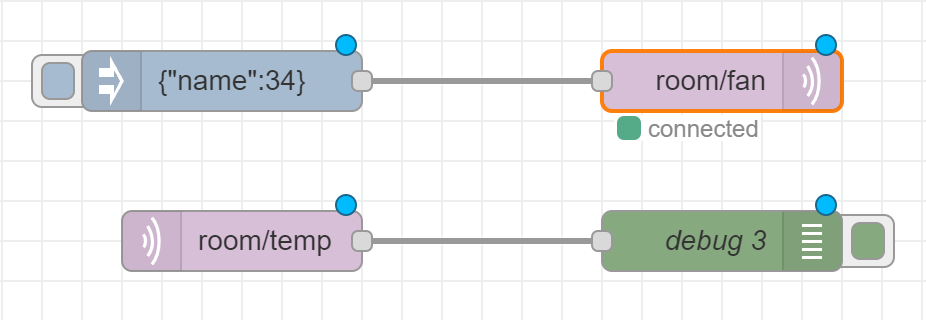 {"name":34}
room/fan
connected
room/temp
debug 3